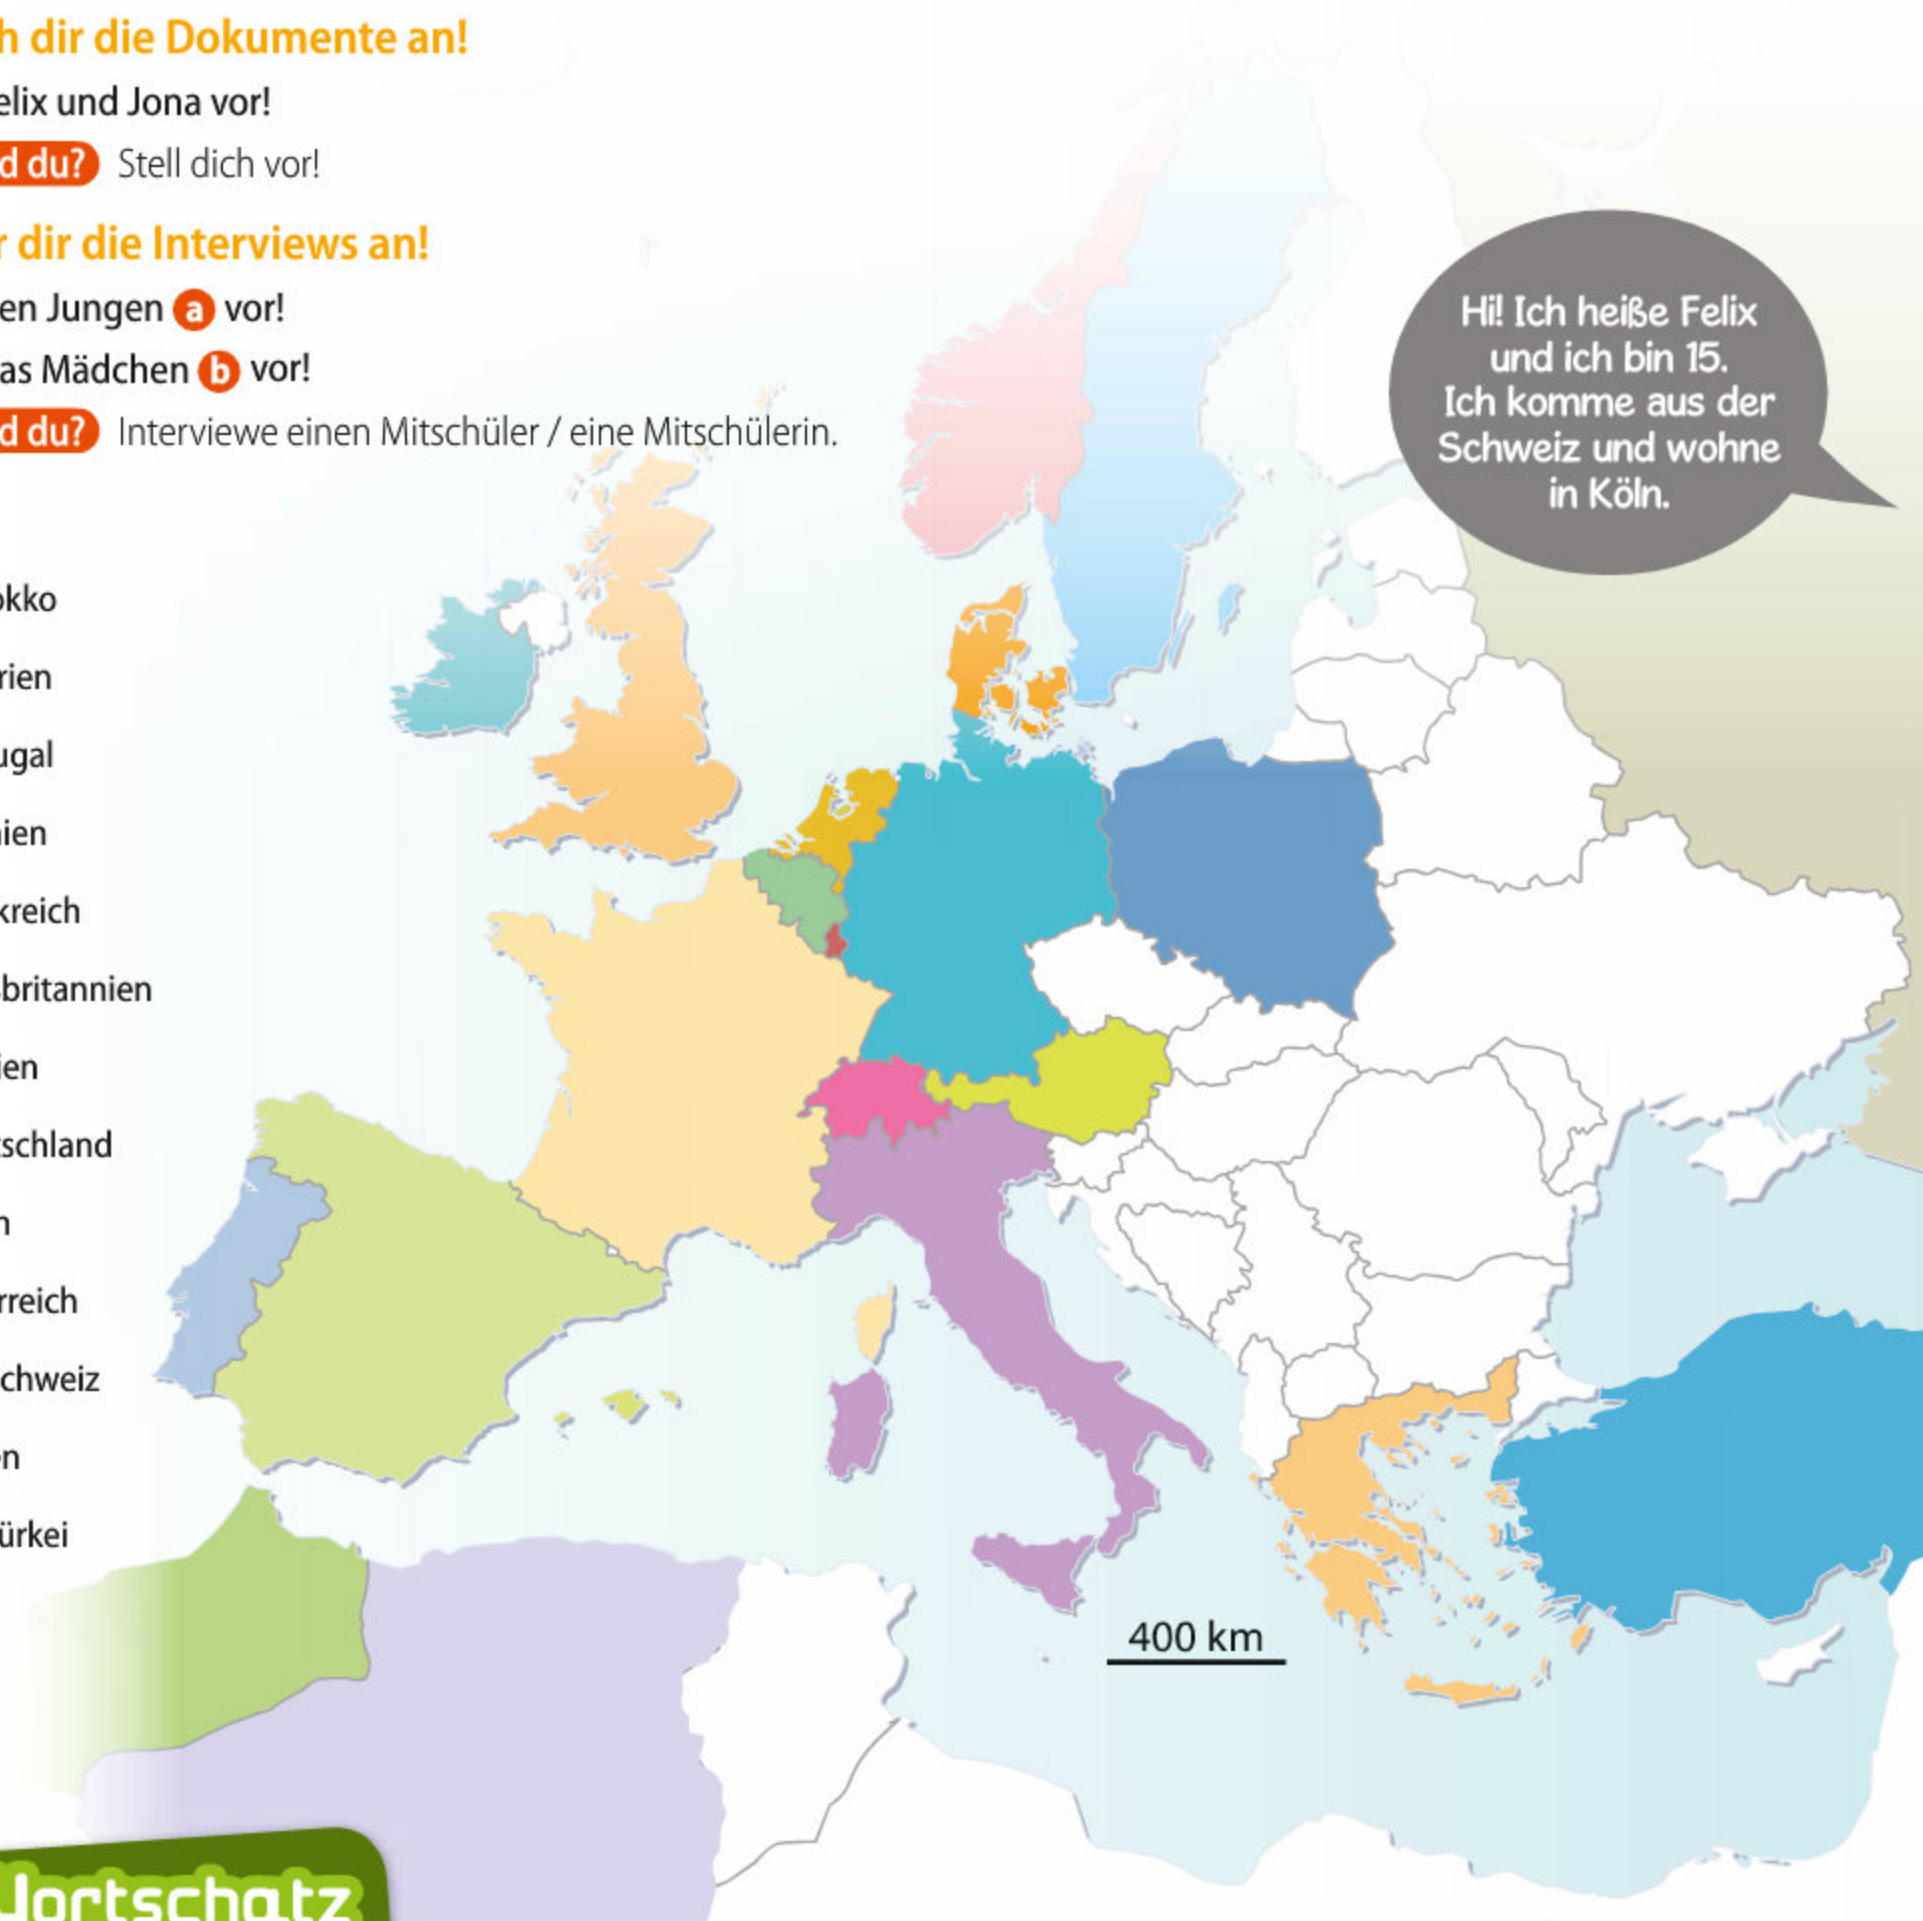 h dir die Dokumente an!
elix und Jona vor!
d du? Stell dich vor!
r dir die Interviews an!
en Jungen a vor!
as Mädchen b vor!
d du? Interviewe einen Mitschüler / eine Mitschülerin.
Hi! Ich heiße Felix
und ich bin 15.
Ich komme aus der
Schweiz und wohne
in Köln.
okko
rien
ugal
ien
kreich
britannien
ien
tschland
n
rreich
chweiz
n
ürkei
400 km
Wortschatz